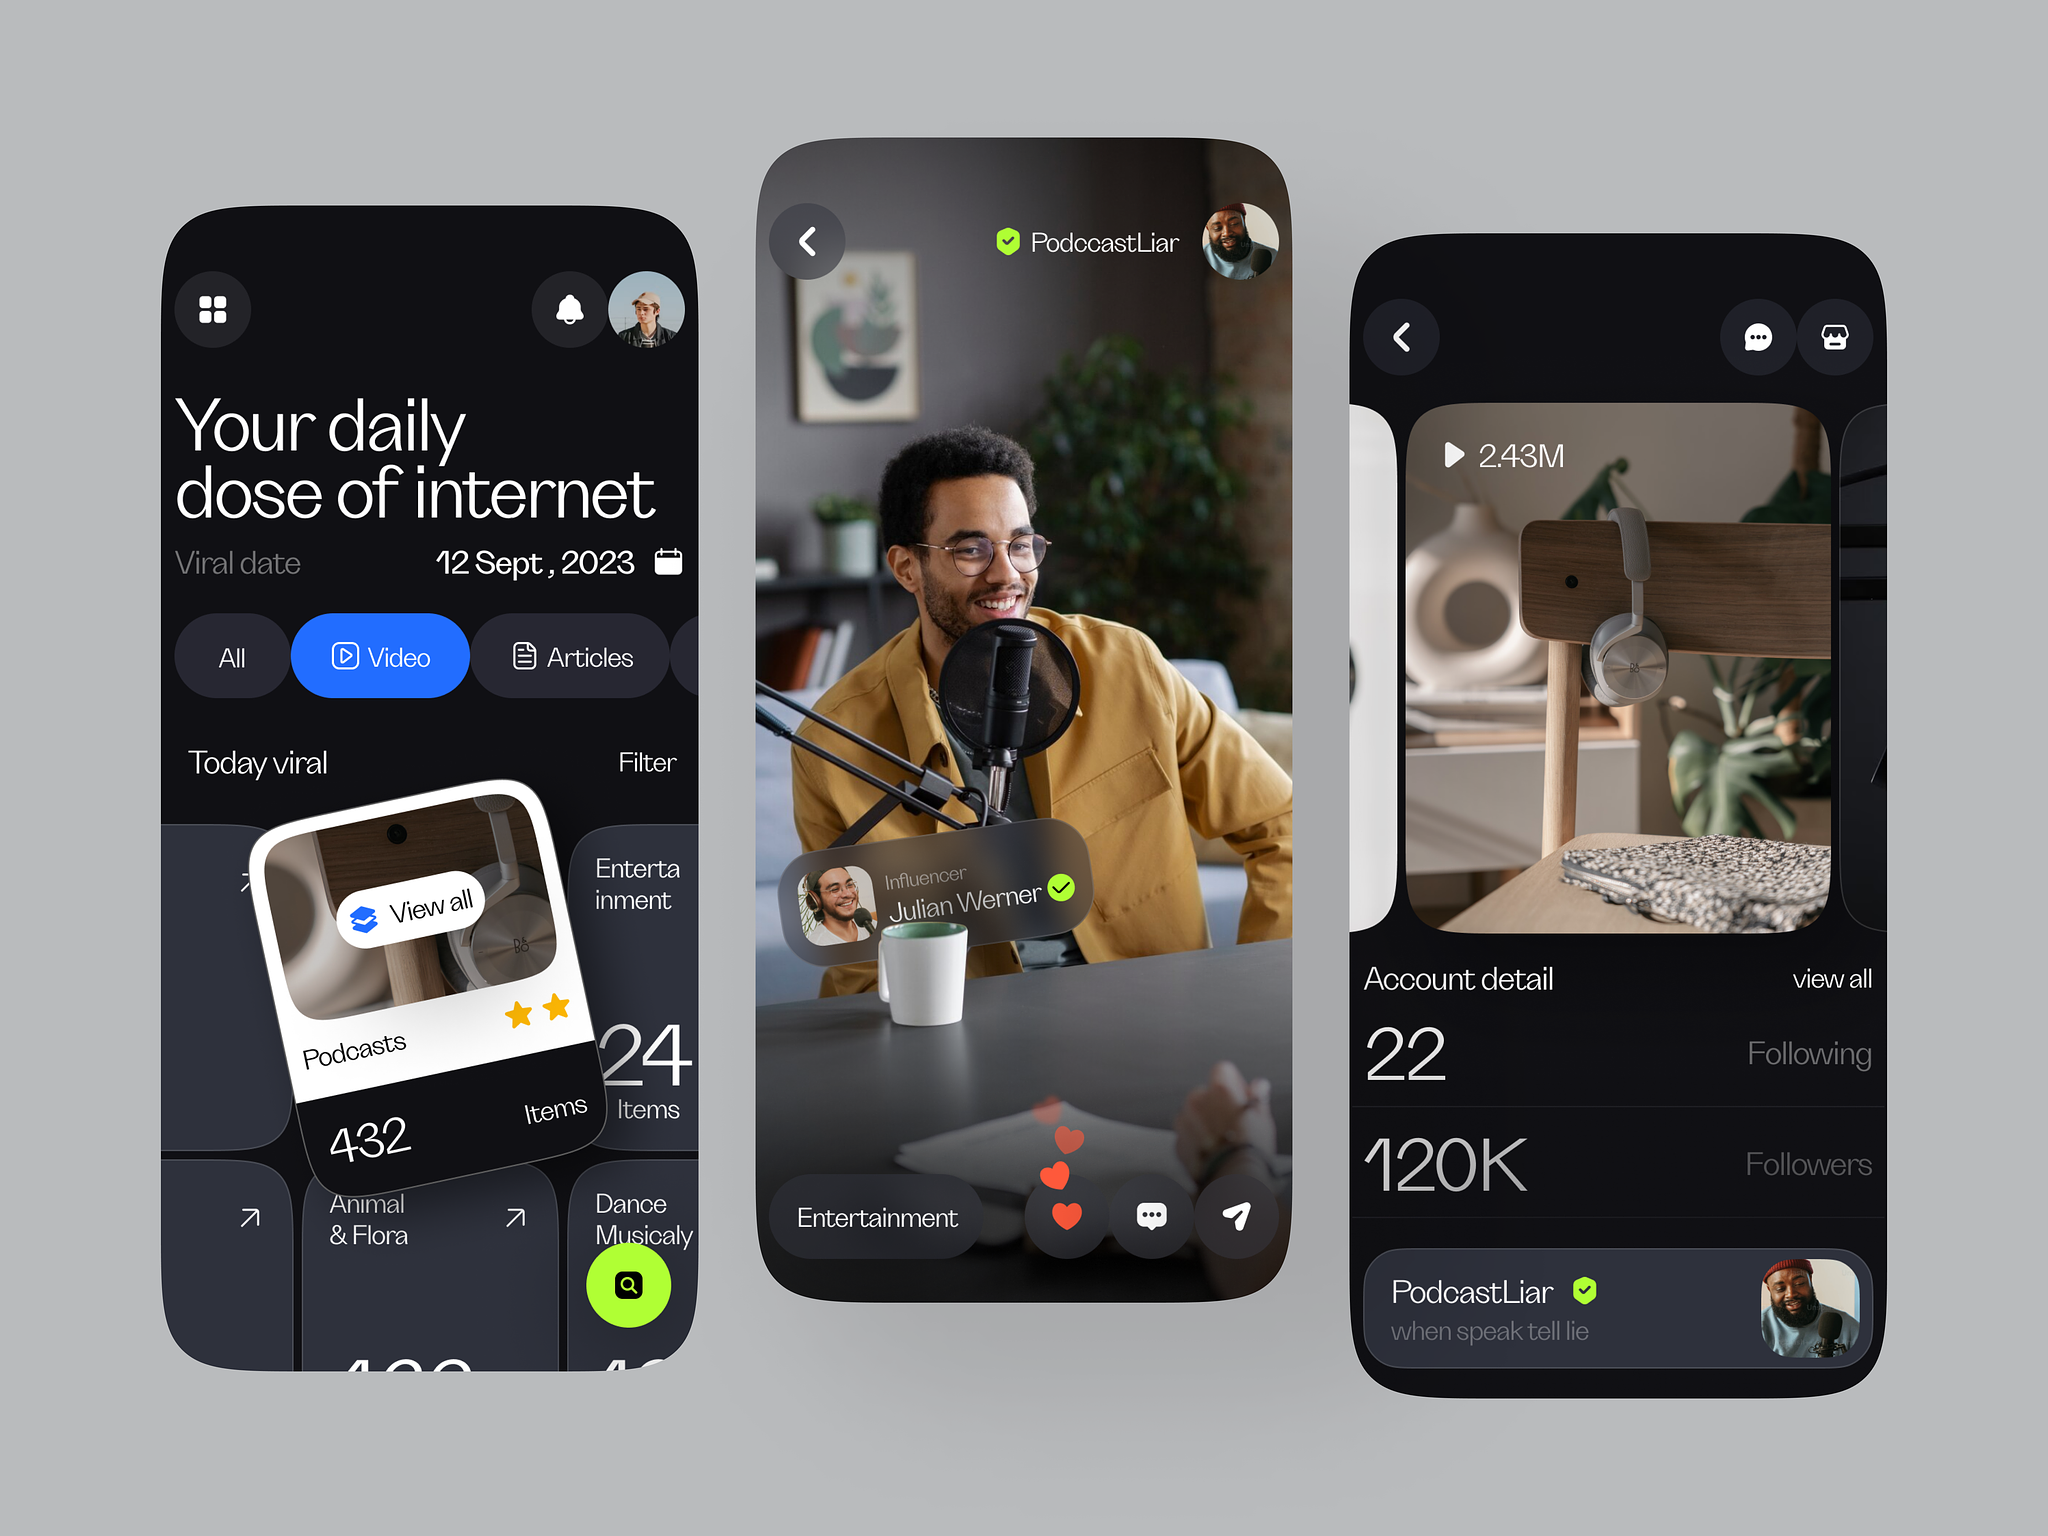 Your daily
dose of internet
Viral date
12 Sept , 2023
All
Video
Articles
Today viral
Filter
Enterta
inment
View all
Podcasts
24
Items
432
Items
Animal
& Flora
Dance
Musicaly
PodccastLiar
Influencer
Julian Werner
Entertainment
2.43M
Account detail
view all
22
Following
120K
Followers
PodcastLiar
when speak tell lie